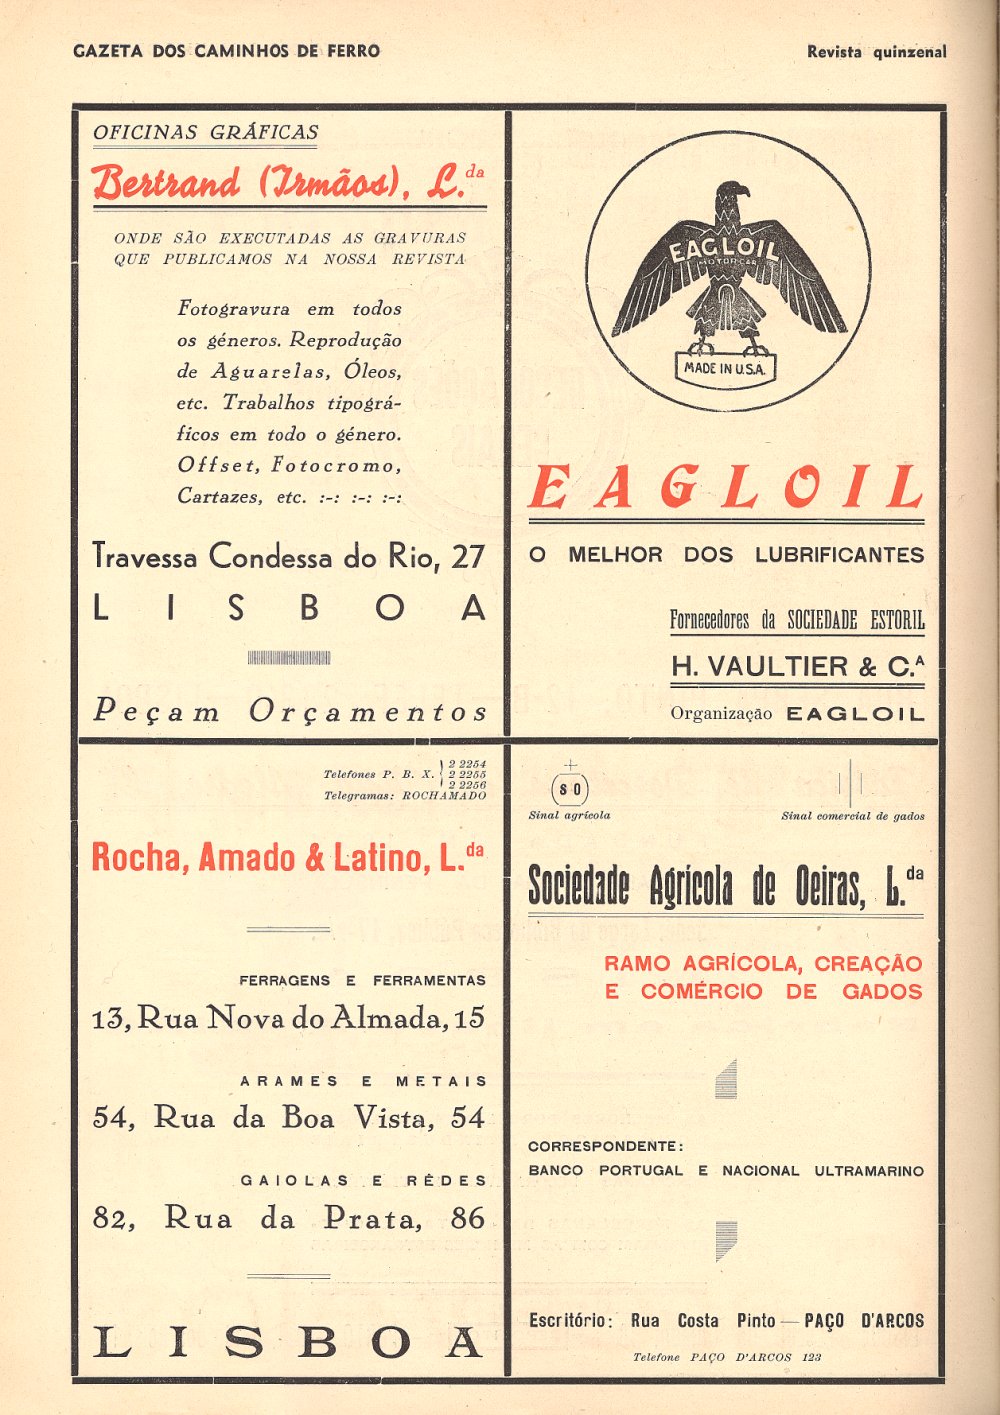 GAZETA DOS CAMINHOS DE FERRO
Revista quinzenal
OFICINAS GRÁFICAS
Bertrand (Irmãos), L.da
ONDE SÃO EXECUTADAS AS GRAVURAS
QUE PUBLICAMOS NA NOSSA REVISTA
Fotogravura em todos
os géneros. Reprodução
de Aguarelas, Óleos,
etc. Trabalhos tipográ-
ficos em todo o género.
Offset, Fotocromo,
Cartazes, etc. :-: :-: :-:
Travessa Condessa do Rio, 27
LISBOA
Peçam Orçamentos
EAGLOIL
MOTOR CAR
MADE IN U.S.A.
EAGLOIL
O MELHOR DOS LUBRIFICANTES
Fornecedores da SOCIEDADE ESTORIL
H. VAULTIER & C.A
Organização EAGLOIL
Telefones P. B. X. { 2 2254
2 2255
2 2256
Telegramas: ROCHAMADO
Rocha, Amado & Latino, L.da
FERRAGENS E FERRAMENTAS
13, Rua Nova do Almada, 15
ARAMES E METAIS
54, Rua da Boa Vista, 54
GAIOLAS E RÊDES
82, Rua da Prata, 86
LISBOA
S O
Sinal agrícola
Sinal comercial de gados
Sociedade Agrícola de Oeiras, L.da
RAMO AGRÍCOLA, CREAÇÃO
E COMÉRCIO DE GADOS
CORRESPONDENTE:
BANCO PORTUGAL E NACIONAL ULTRAMARINO
Escritório: Rua Costa Pinto — PAÇO D'ARCOS
Telefone PAÇO D'ARCOS 123